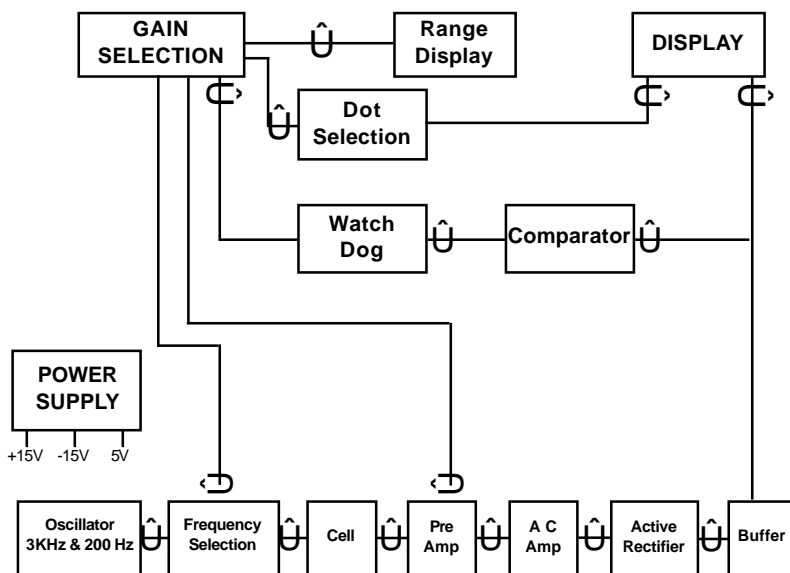 GAIN
SELECTION
Range
Display
DISPLAY
Dot
Selection
Watch
Dog
Comparator
POWER
SUPPLY
+15V -15V 5V
Oscillator
3KHz & 200 Hz
Frequency
Selection
Cell
Pre
Amp
A C
Amp
Active
Rectifier
Buffer